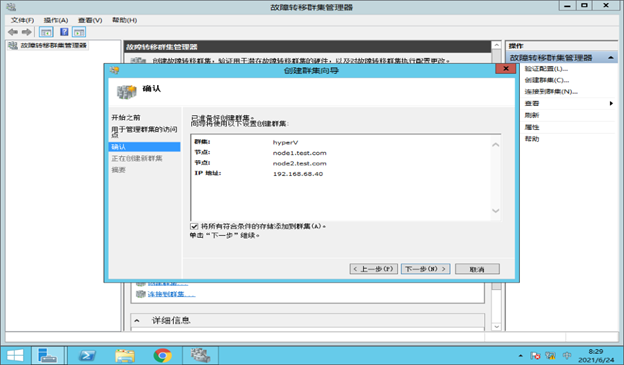 故障转移群集管理器
文件(F) 操作(A) 查看(V) 帮助(H)
故障转移群集管理器
故障转移群集管理器
创建故障转移群集，验证用于潜在故障转移群集的硬件，以及对故障转移群集执行配置更改。
操作
故障转移群集管理器
验证配置(L)...
创建群集(C)...
连接到群集(N)...
查看
刷新
属性
帮助
创建群集向导
确认
开始之前
用于管理群集的访问点
确认
正在创建新群集
摘要
已准备好创建群集。
向导将使用以下设置创建群集:
群集: hyperV
节点: node1.test.com
节点: node2.test.com
IP 地址: 192.168.68.40
将所有符合条件的存储添加到群集(A)。
单击“下一步”继续。
< 上一步(P) 下一步(N) > 取消
连接到群集...
详细信息
8:29
2021/6/24